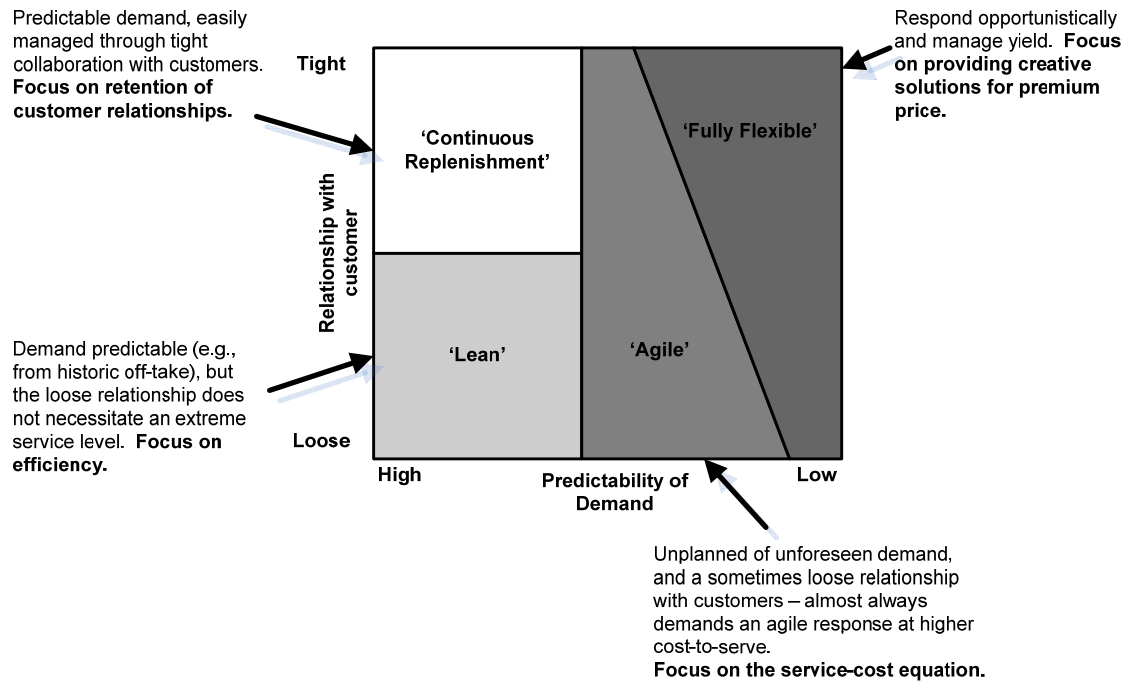 Predictable demand, easily
managed through tight
collaboration with customers.
Focus on retention of
customer relationships.
Respond opportunistically
and manage yield.  Focus
on providing creative
solutions for premium
price.
Tight
‘Continuous
Replenishment’
‘Fully Flexible’
Relationship with
customer
Demand predictable (e.g.,
from historic off-take), but
the loose relationship does
not necessitate an extreme
service level.  Focus on
efficiency.
‘Lean’
‘Agile’
Loose
High
Predictability of
Demand
Low
Unplanned of unforeseen demand,
and a sometimes loose relationship
with customers – almost always
demands an agile response at higher
cost-to-serve.
Focus on the service-cost equation.